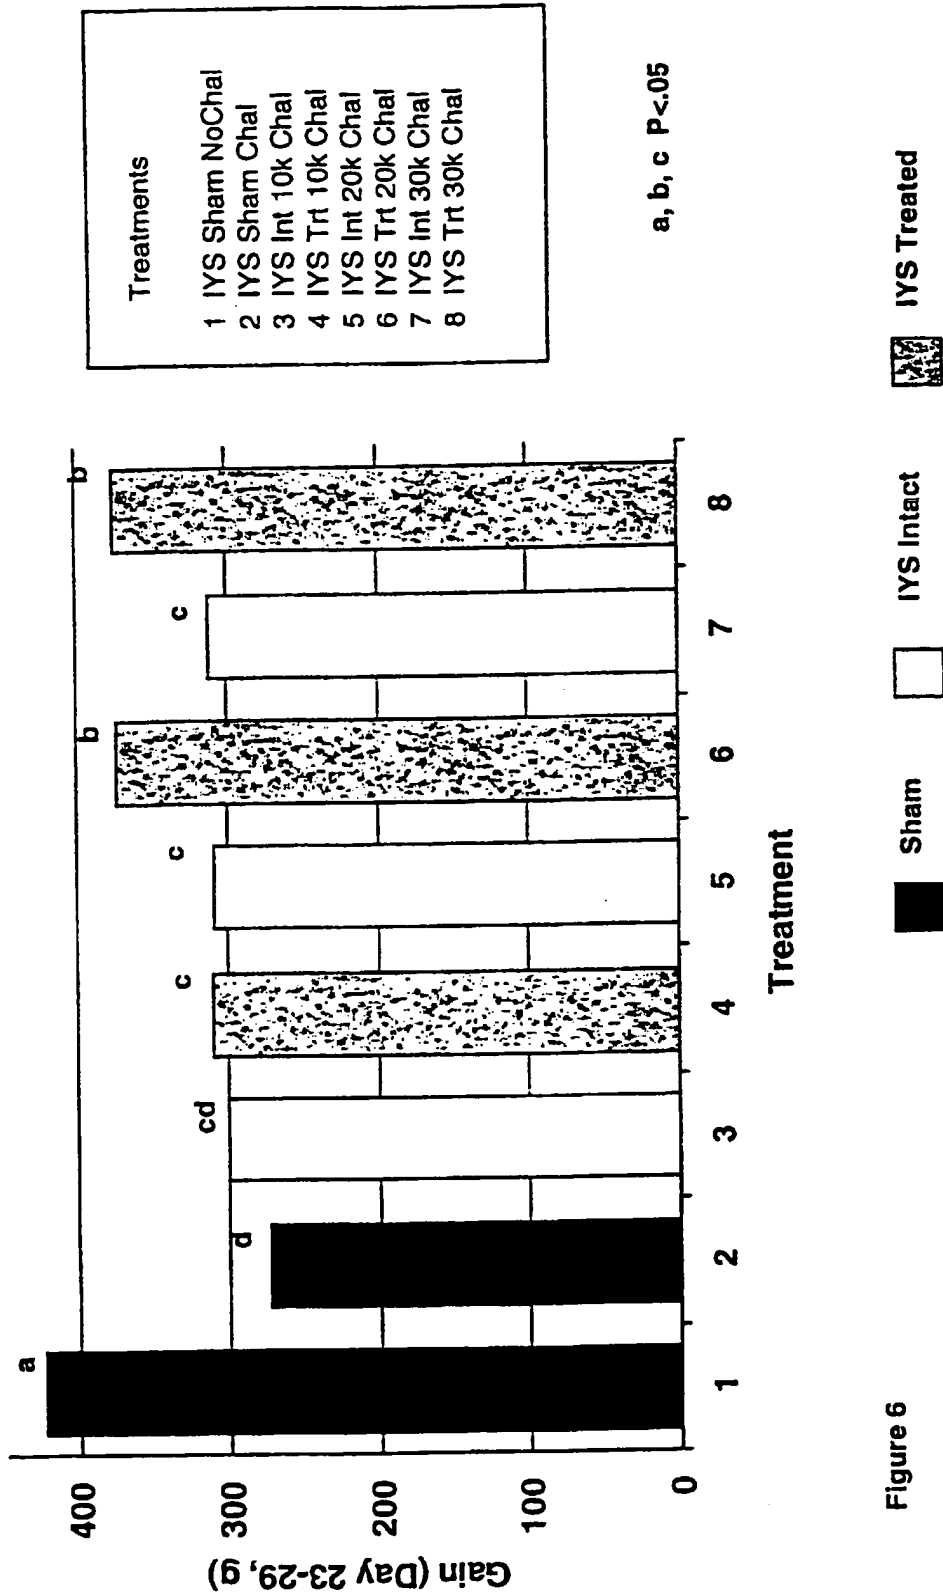 Treatments
1 IYS Sham NoChal
2 IYS Sham Chal
3 IYS Int 10k Chal
4 IYS Trt 10k Chal
5 IYS Int 20k Chal
6 IYS Trt 20k Chal
7 IYS Int 30k Chal
8 IYS Trt 30k Chal
a, b, c P<.05
Gain (Day 23-29, g)
400
300
200
100
0
a
d
cd
c
c
b
c
b
1 2 3 4 5 6 7 8
Treatment
Sham IYS Intact IYS Treated
Figure 6